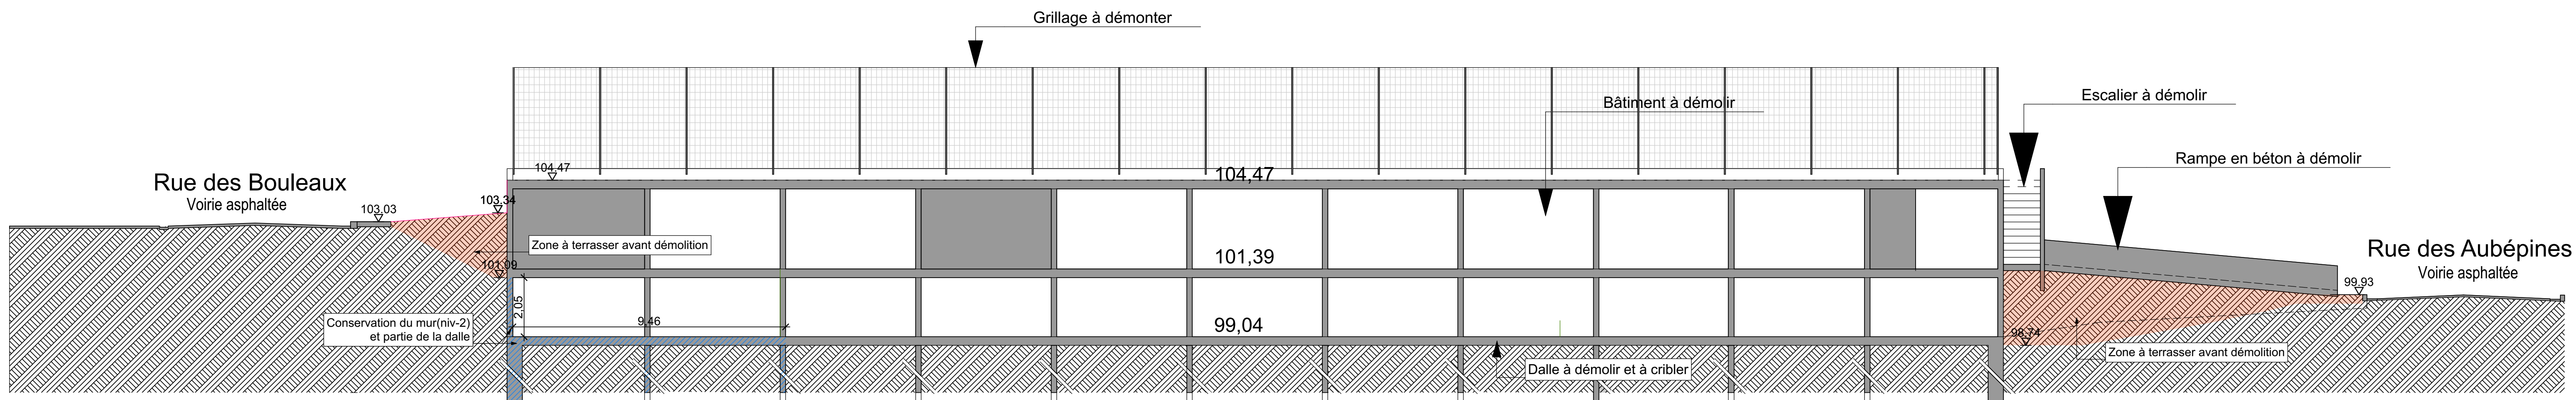 Grillage à démonter
Bâtiment à démolir
Escalier à démolir
Rampe en béton à démolir
Rue des Bouleaux
Voirie asphaltée
104,47
104,47
103,34
103,03
Zone à terrasser avant démolition
101,09
101,39
Rue des Aubépines
Voirie asphaltée
99,93
2,05
9,46
99,04
98,74
Conservation du mur(niv-2)
et partie de la dalle
Zone à terrasser avant démolition
Dalle à démolir et à cribler